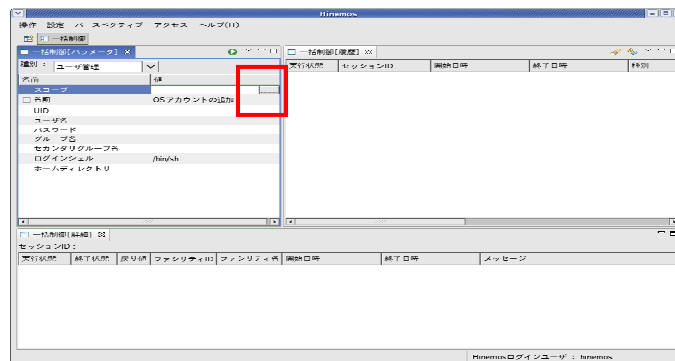 Hinemos
操作 設定 パースペクティブ アクセス ヘルプ(H)
一括制御
一括制御[パラメータ]
種別： ユーザ管理
名前 値
スコープ
名前 OSアカウントの追加
UID
ユーザ名
パスワード
グループ名
セカンダリグループ名
ログインシェル /bin/sh
ホームディレクトリ
一括制御[履歴]
実行状態 セッションID 開始日時 終了日時 種別
一括制御[詳細]
セッションID：
実行状態 終了状態 戻り値 ファシリティID ファシリティ名 開始日時 終了日時 メッセージ
Hinemosログインユーザ : hinemos